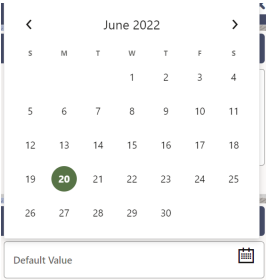 June 2022
S M T W T F S
1 2 3 4
5 6 7 8 9 10 11
12 13 14 15 16 17 18
19 20 21 22 23 24 25
26 27 28 29 30
Default Value